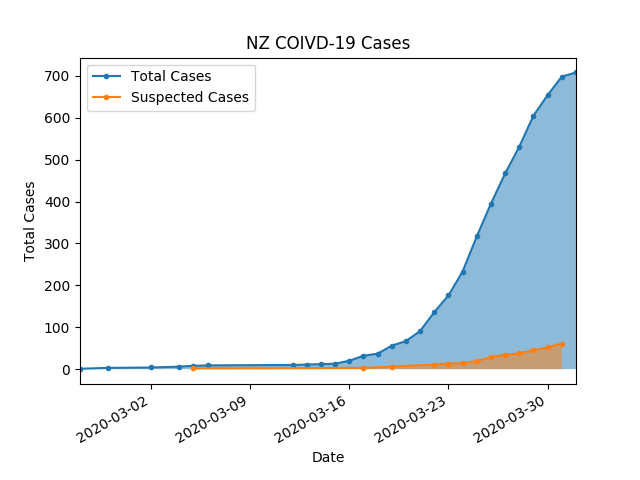 NZ COIVD-19 Cases
Total Cases
Suspected Cases
Total Cases
700
600
500
400
300
200
100
0
2020-03-02
2020-03-09
2020-03-16
2020-03-23
2020-03-30
Date